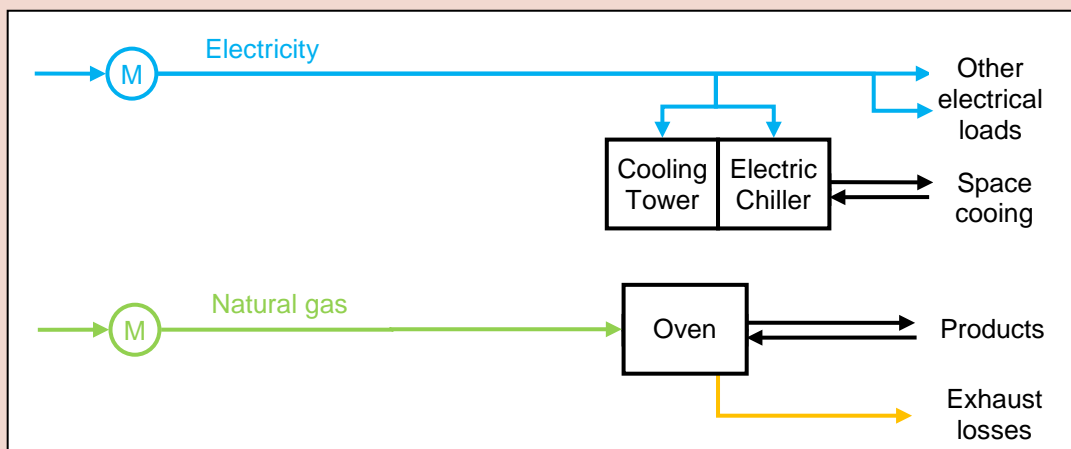 Electricity
M
Other
electrical
loads
Cooling
Tower
Electric
Chiller
Space
cooing
Natural gas
M
Oven
Products
Exhaust
losses